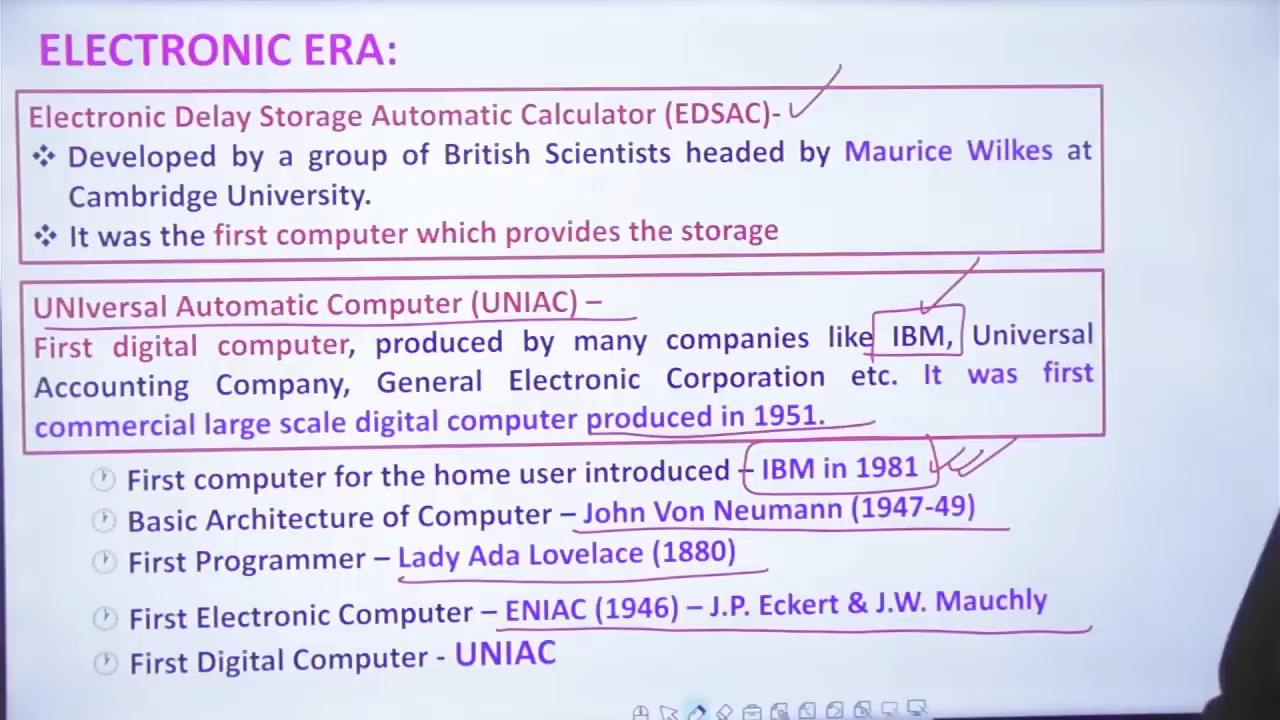 ELECTRONIC ERA:
Electronic Delay Storage Automatic Calculator (EDSAC)-
Developed by a group of British Scientists headed by Maurice Wilkes at
Cambridge University.
It was the first computer which provides the storage
UNIversal Automatic Computer (UNIAC) –
First digital computer, produced by many companies like IBM, Universal
Accounting Company, General Electronic Corporation etc. It was first
commercial large scale digital computer produced in 1951.
First computer for the home user introduced – IBM in 1981
Basic Architecture of Computer – John Von Neumann (1947-49)
First Programmer – Lady Ada Lovelace (1880)
First Electronic Computer – ENIAC (1946) – J.P. Eckert & J.W. Mauchly
First Digital Computer - UNIAC